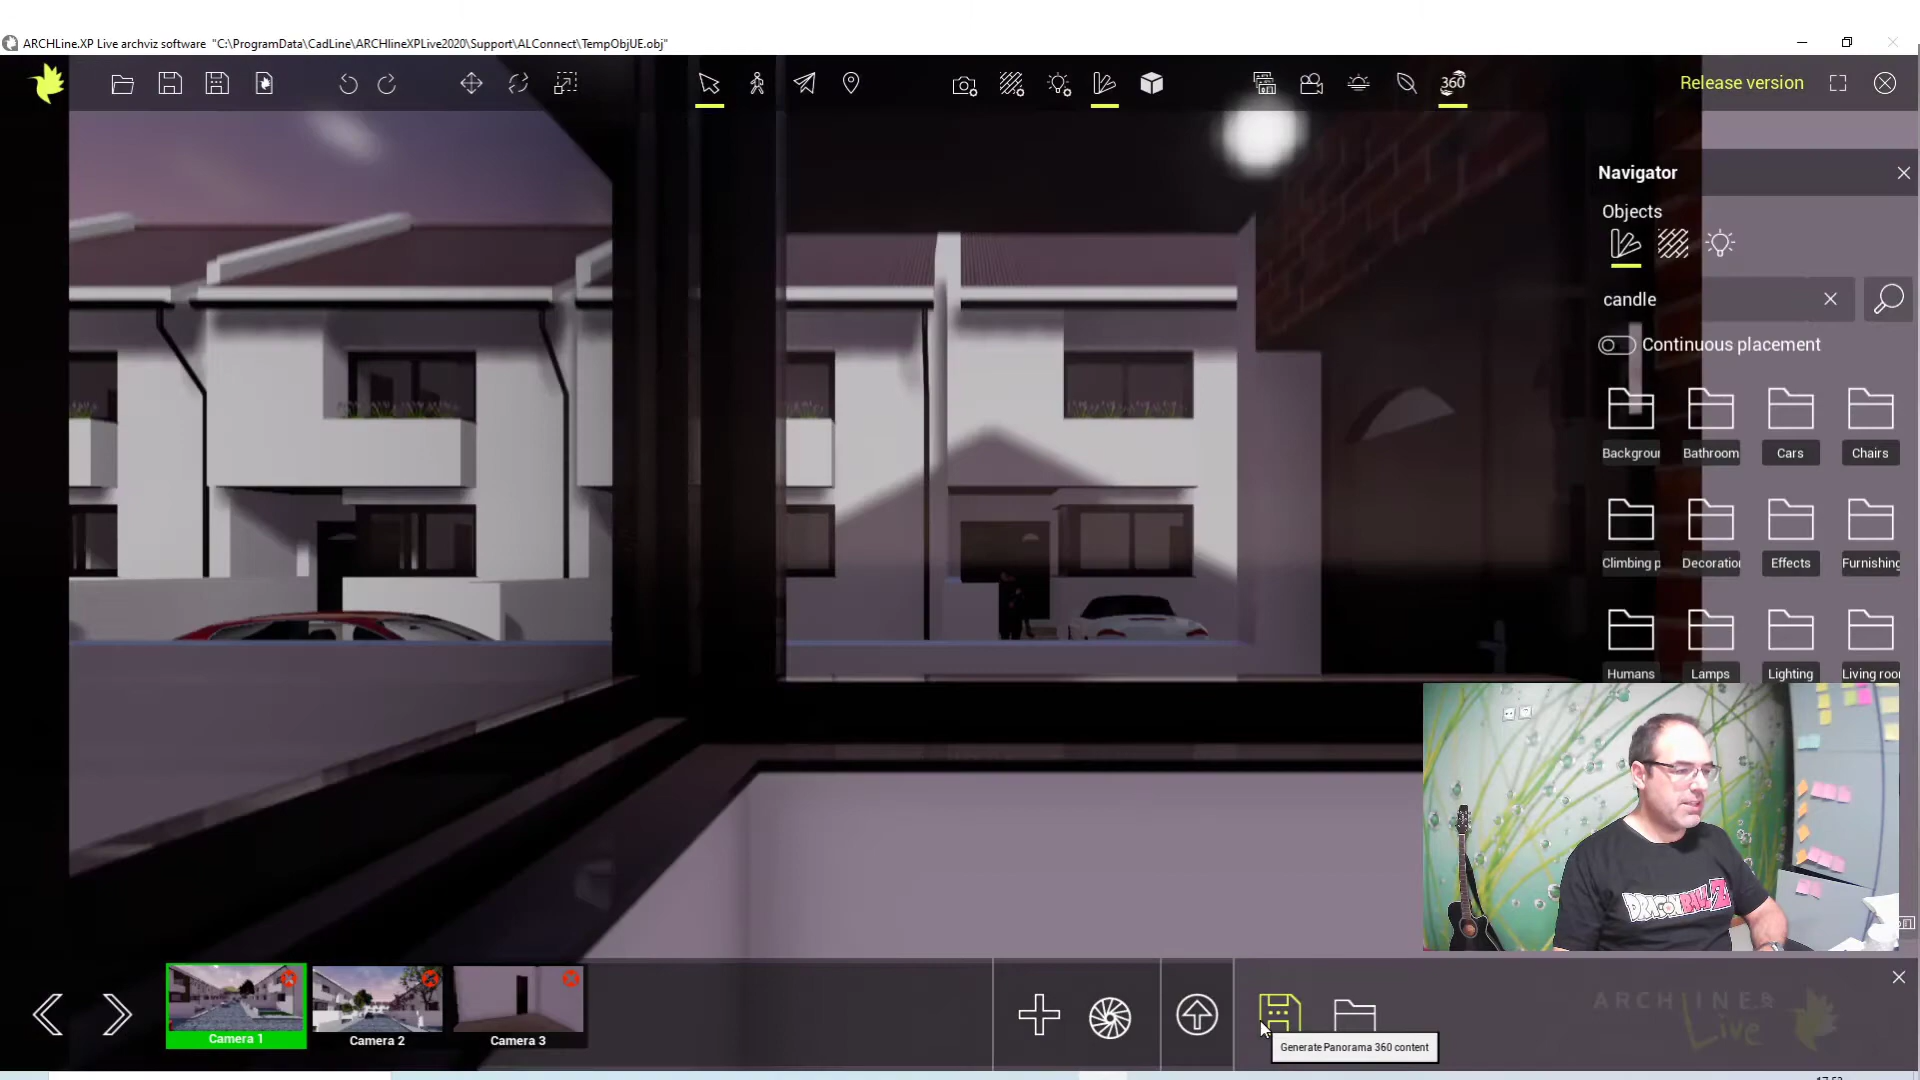 ARCHLine.XP Live archviz software "C:\ProgramData\CadLine\ARCHlineXPLive2020\Support\ALConnect\TempObjUE.obj"
360
Release version
Navigator
Objects
candle
Continuous placement
Backgrour
Bathroom
Cars
Chairs
Climbing p
Decoratio
Effects
Furnishing
Humans
Lamps
Lighting
Living roo
DRAGONBALL Z
Camera 1
Camera 2
Camera 3
Generate Panorama 360 content
Live